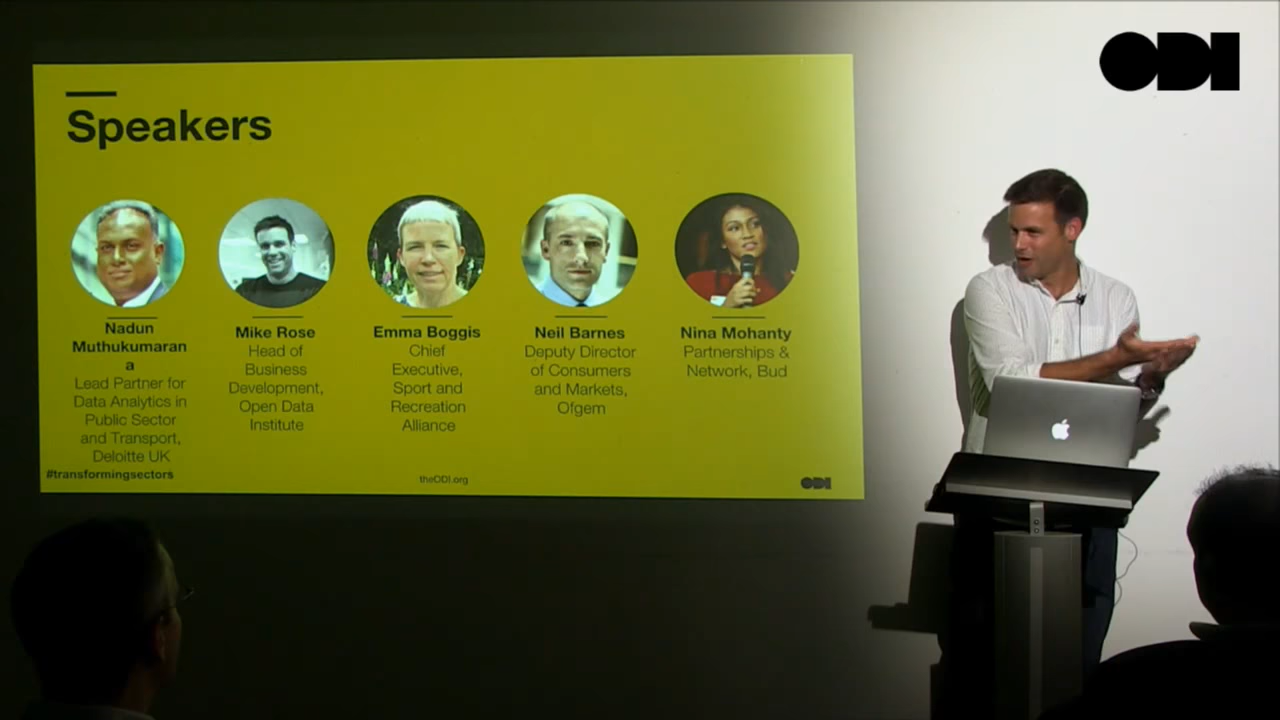 ODI
Speakers
Nadun
Muthukumaran
a
Lead Partner for
Data Analytics in
Public Sector
and Transport,
Deloitte UK
Mike Rose
Head of
Business
Development,
Open Data
Institute
Emma Boggis
Chief
Executive,
Sport and
Recreation
Alliance
Neil Barnes
Deputy Director
of Consumers
and Markets,
Ofgem
Nina Mohanty
Partnerships &
Network, Bud
#transformingsectors
theODI.org
ODI